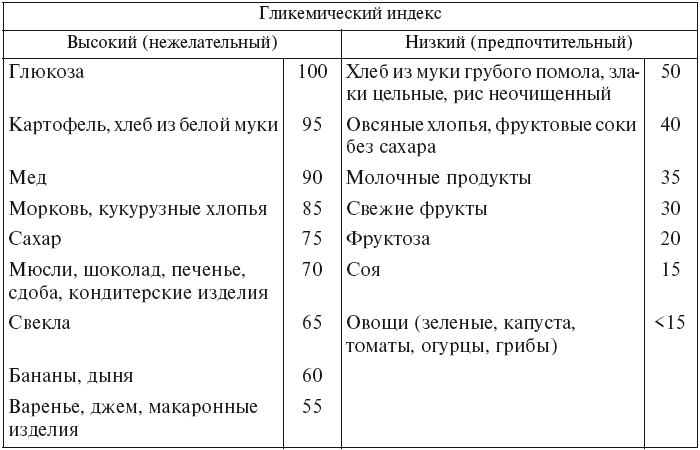 Гликемический индекс
Высокий (нежелательный) Низкий (предпочтительный)
Глюкоза 100 Хлеб из муки грубого помола, зла- 50
ки цельные, рис неочищенный
Картофель, хлеб из белой муки 95 Овсяные хлопья, фруктовые соки 40
без сахара
Мед 90 Молочные продукты 35
Морковь, кукурузные хлопья 85 Свежие фрукты 30
Сахар 75 Фруктоза 20
Мюсли, шоколад, печенье, 70 Соя 15
сдоба, кондитерские изделия
Свекла 65 Овощи (зеленые, капуста, <15
томаты, огурцы, грибы)
Бананы, дыня 60
Варенье, джем, макаронные 55
изделия